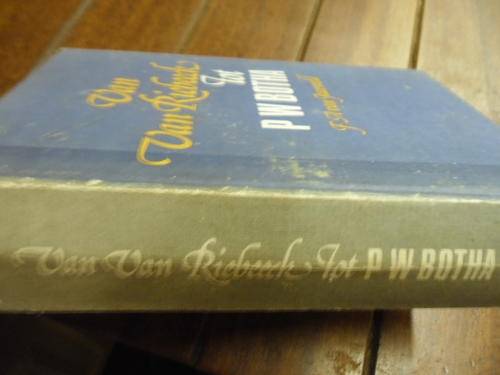 Van
Van Riebeeck
tot
P W BOTHA
Van Van Riebeeck tot P W BOTHA